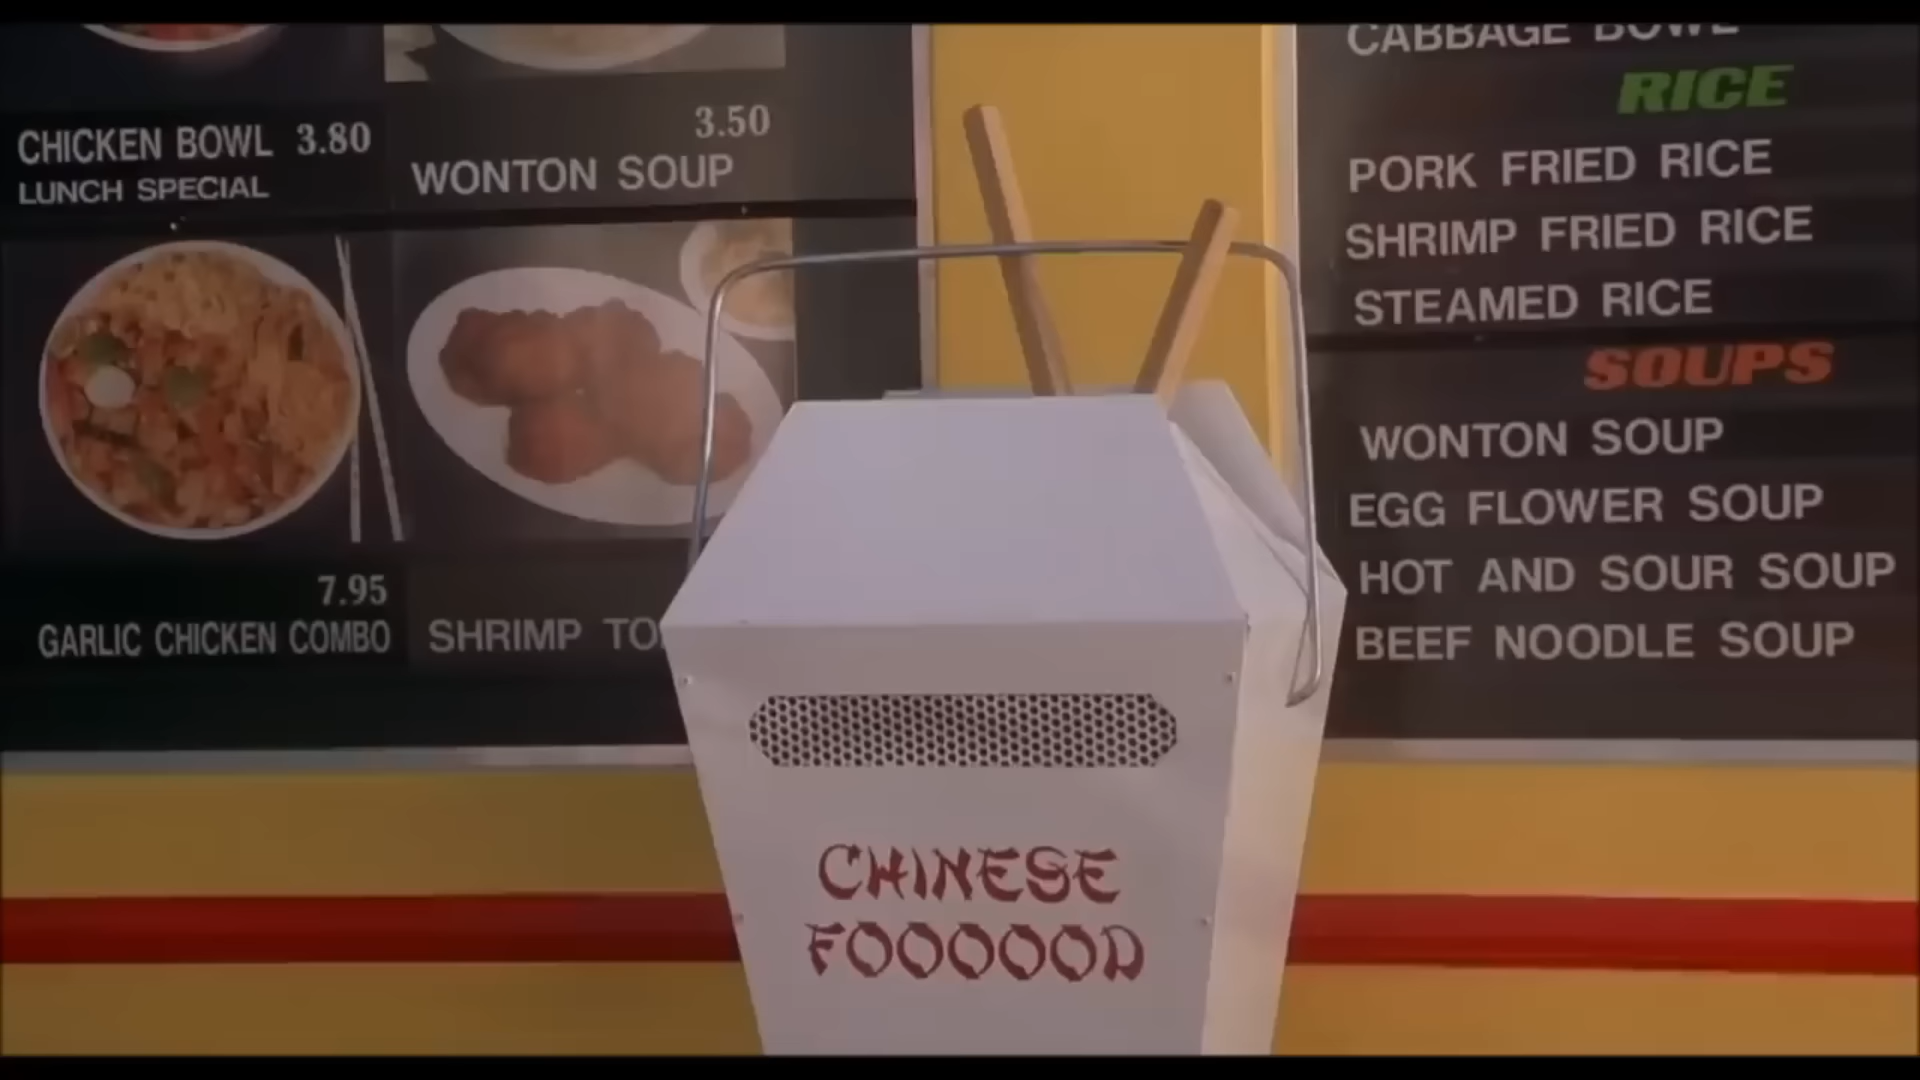 CHICKEN BOWL 3.80
LUNCH SPECIAL
3.50
WONTON SOUP
7.95
GARLIC CHICKEN COMBO
SHRIMP TO
CABBAGE BOWL
RICE
PORK FRIED RICE
SHRIMP FRIED RICE
STEAMED RICE
SOUPS
WONTON SOUP
EGG FLOWER SOUP
HOT AND SOUR SOUP
BEEF NOODLE SOUP
CHINESE
FOOOOOD